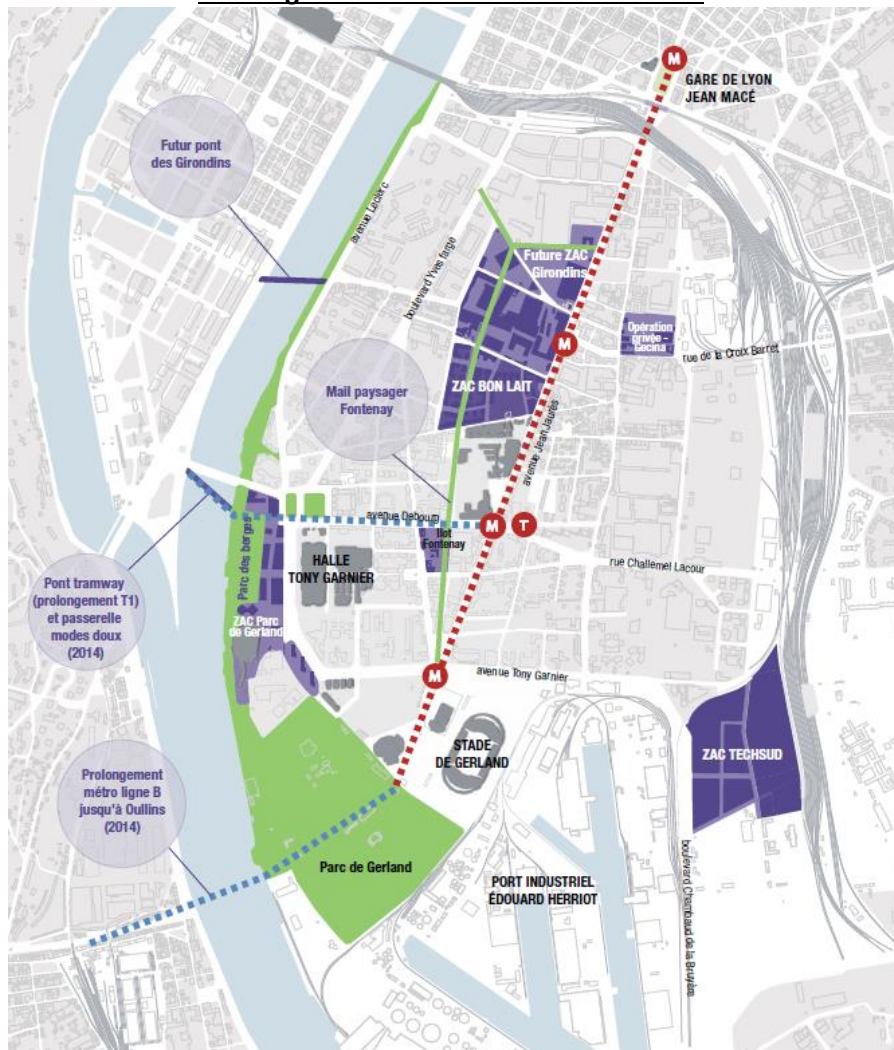 M
GARE DE LYON
JEAN MACÉ
Futur pont
des Girondins
avenue Leclerc
boulevard Yves farge
Future ZAC
Girondins
Opération
privée -
Gecina
rue de la Croix Barret
M
Mail paysager
Fontenay
ZAC BON LAIT
avenue Jean Jaurès
avenue Debourg
M
T
Ilot
Fontenay
Parc des berges
HALLE
TONY GARNIER
rue Challemel Lacour
Pont tramway
(prolongement T1)
et passerelle
modes doux
(2014)
ZAC Parc
de Gerland
M
avenue Tony Garnier
STADE
DE GERLAND
ZAC TECHSUD
Prolongement
métro ligne B
jusqu'à Oullins
(2014)
Parc de Gerland
PORT INDUSTRIEL
ÉDOUARD HERRIOT
boulevard Chambaud de la Bruyère